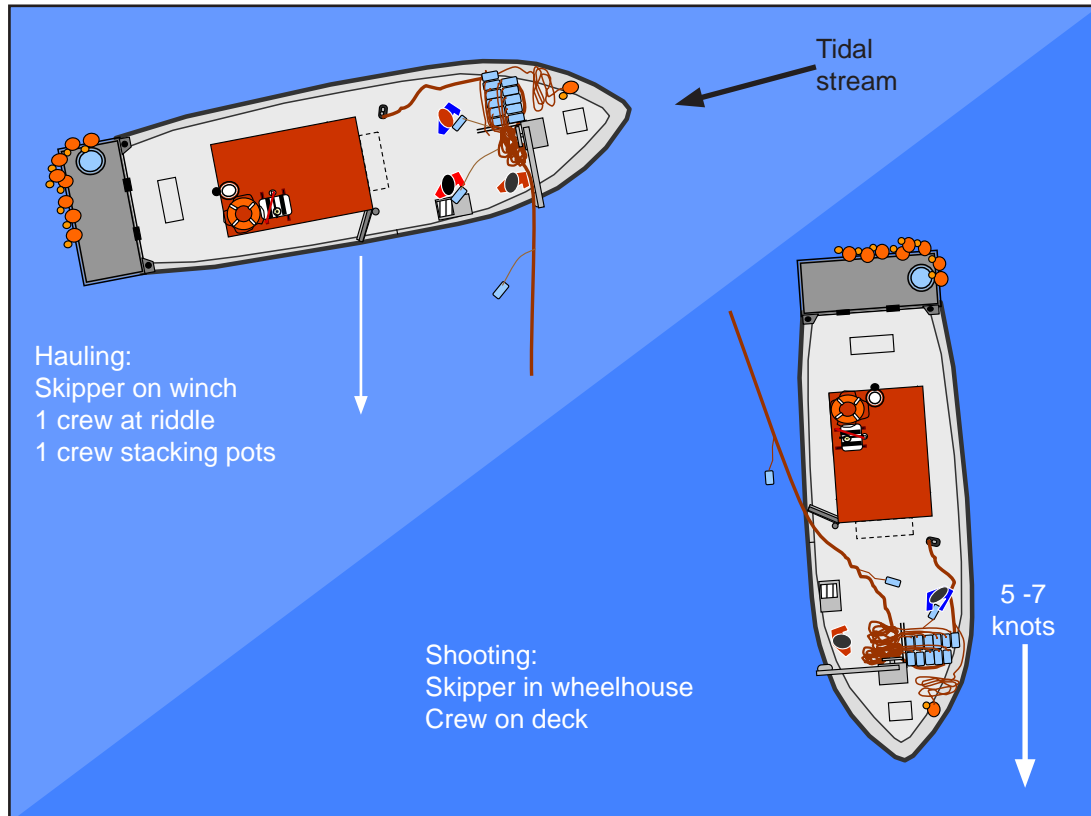 Tidal
stream
Hauling:
Skipper on winch
1 crew at riddle
1 crew stacking pots
5 -7
knots
Shooting:
Skipper in wheelhouse
Crew on deck